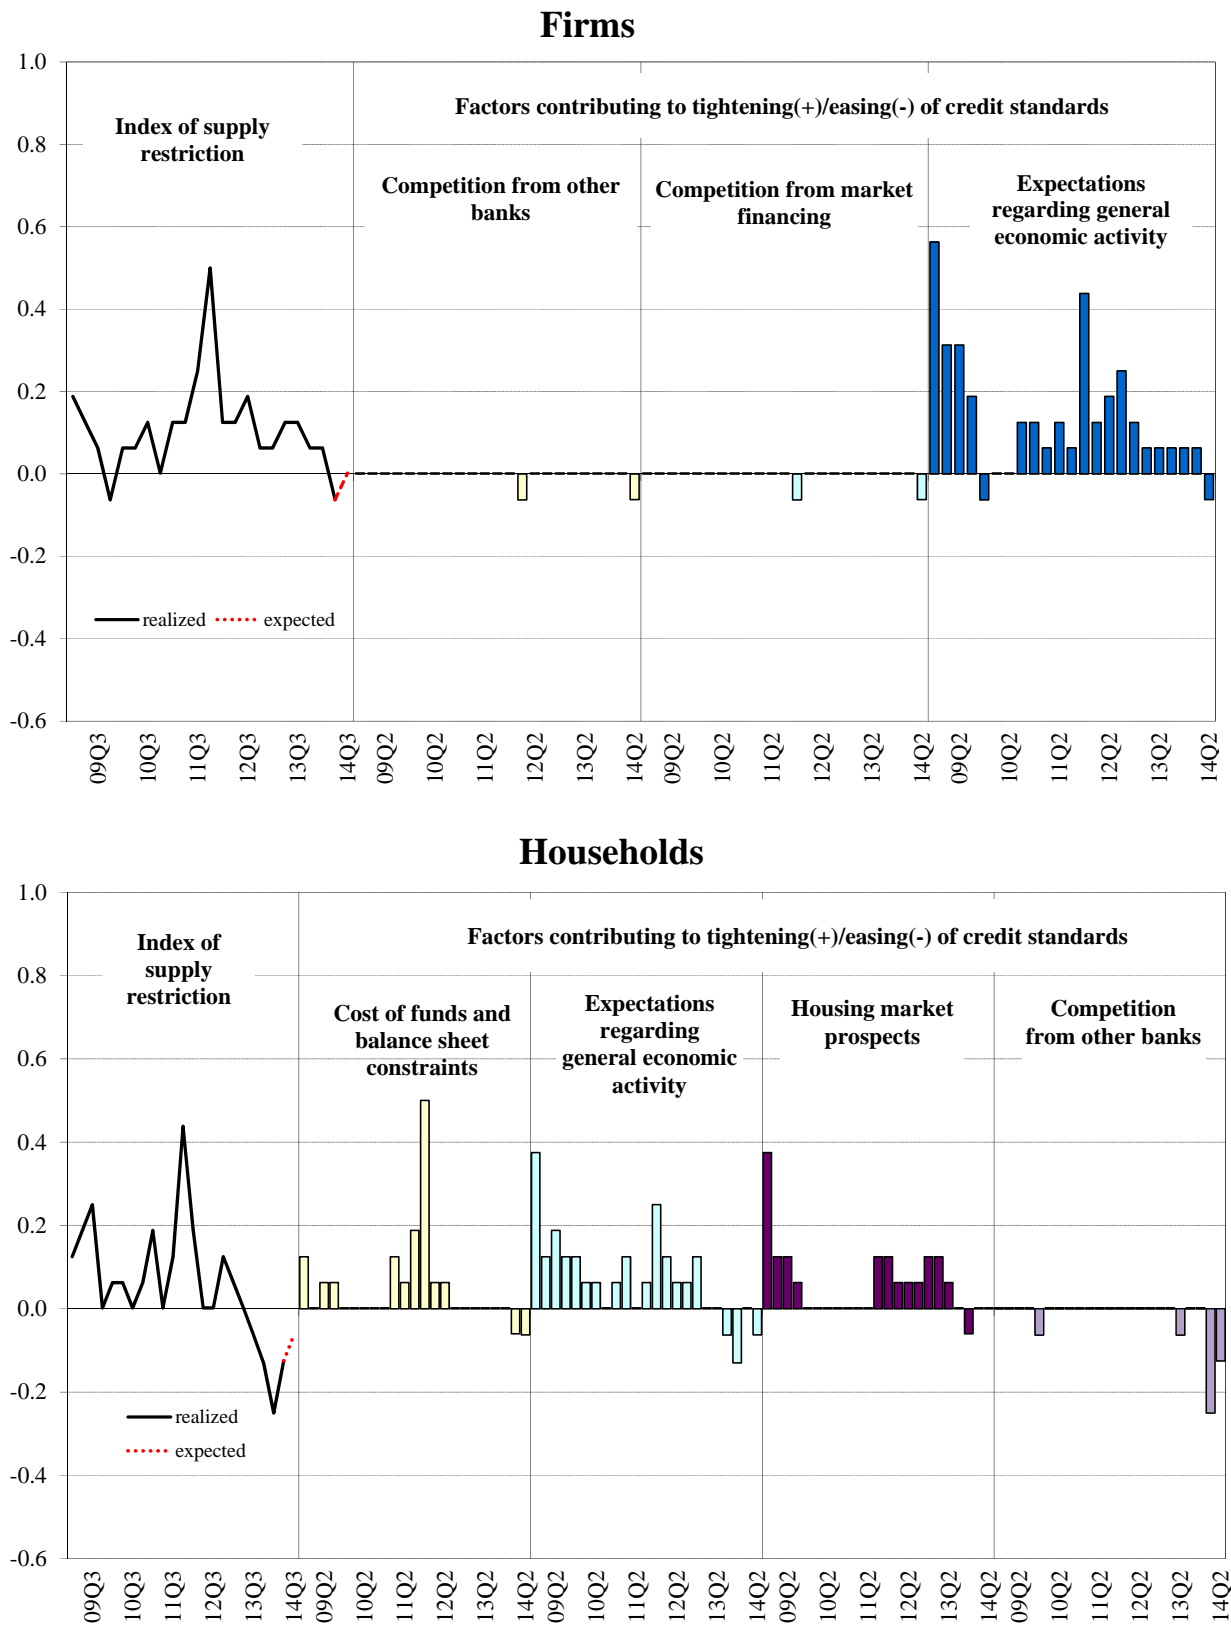 Firms
1.0
0.8
0.6
0.4
0.2
0.0
-0.2
-0.4
-0.6
Factors contributing to tightening(+)/easing(-) of credit standards
Index of supply
restriction
Competition from other
banks
Competition from market
financing
Expectations
regarding general
economic activity
realized
expected
09Q3
10Q3
11Q3
12Q3
13Q3
14Q3
09Q2
10Q2
11Q2
12Q2
13Q2
14Q2
09Q2
10Q2
11Q2
12Q2
13Q2
14Q2
09Q2
10Q2
11Q2
12Q2
13Q2
14Q2
Households
1.0
0.8
0.6
0.4
0.2
0.0
-0.2
-0.4
-0.6
Index of
supply
restriction
Factors contributing to tightening(+)/easing(-) of credit standards
Cost of funds and
balance sheet
constraints
Expectations
regarding
general economic
activity
Housing market
prospects
Competition
from other banks
realized
expected
09Q3
10Q3
11Q3
12Q3
13Q3
14Q3
09Q2
10Q2
11Q2
12Q2
13Q2
14Q2
09Q2
10Q2
11Q2
12Q2
13Q2
14Q2
09Q2
10Q2
11Q2
12Q2
13Q2
14Q2
09Q2
10Q2
11Q2
12Q2
13Q2
14Q2